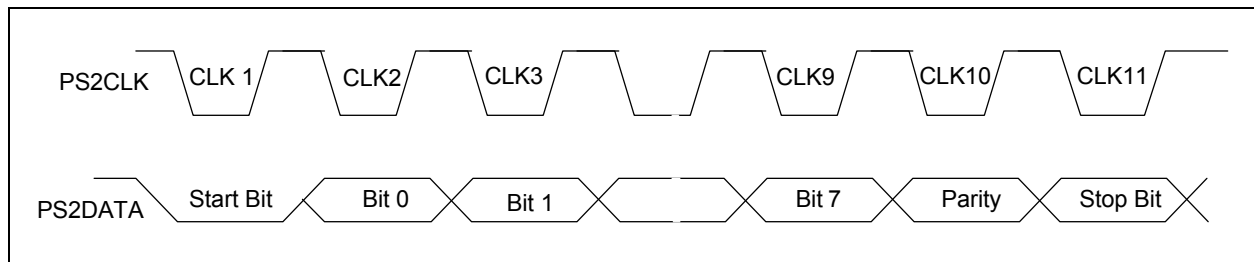 PS2CLK CLK 1 CLK2 CLK3 CLK9 CLK10 CLK11
PS2DATA Start Bit Bit 0 Bit 1 Bit 7 Parity Stop Bit